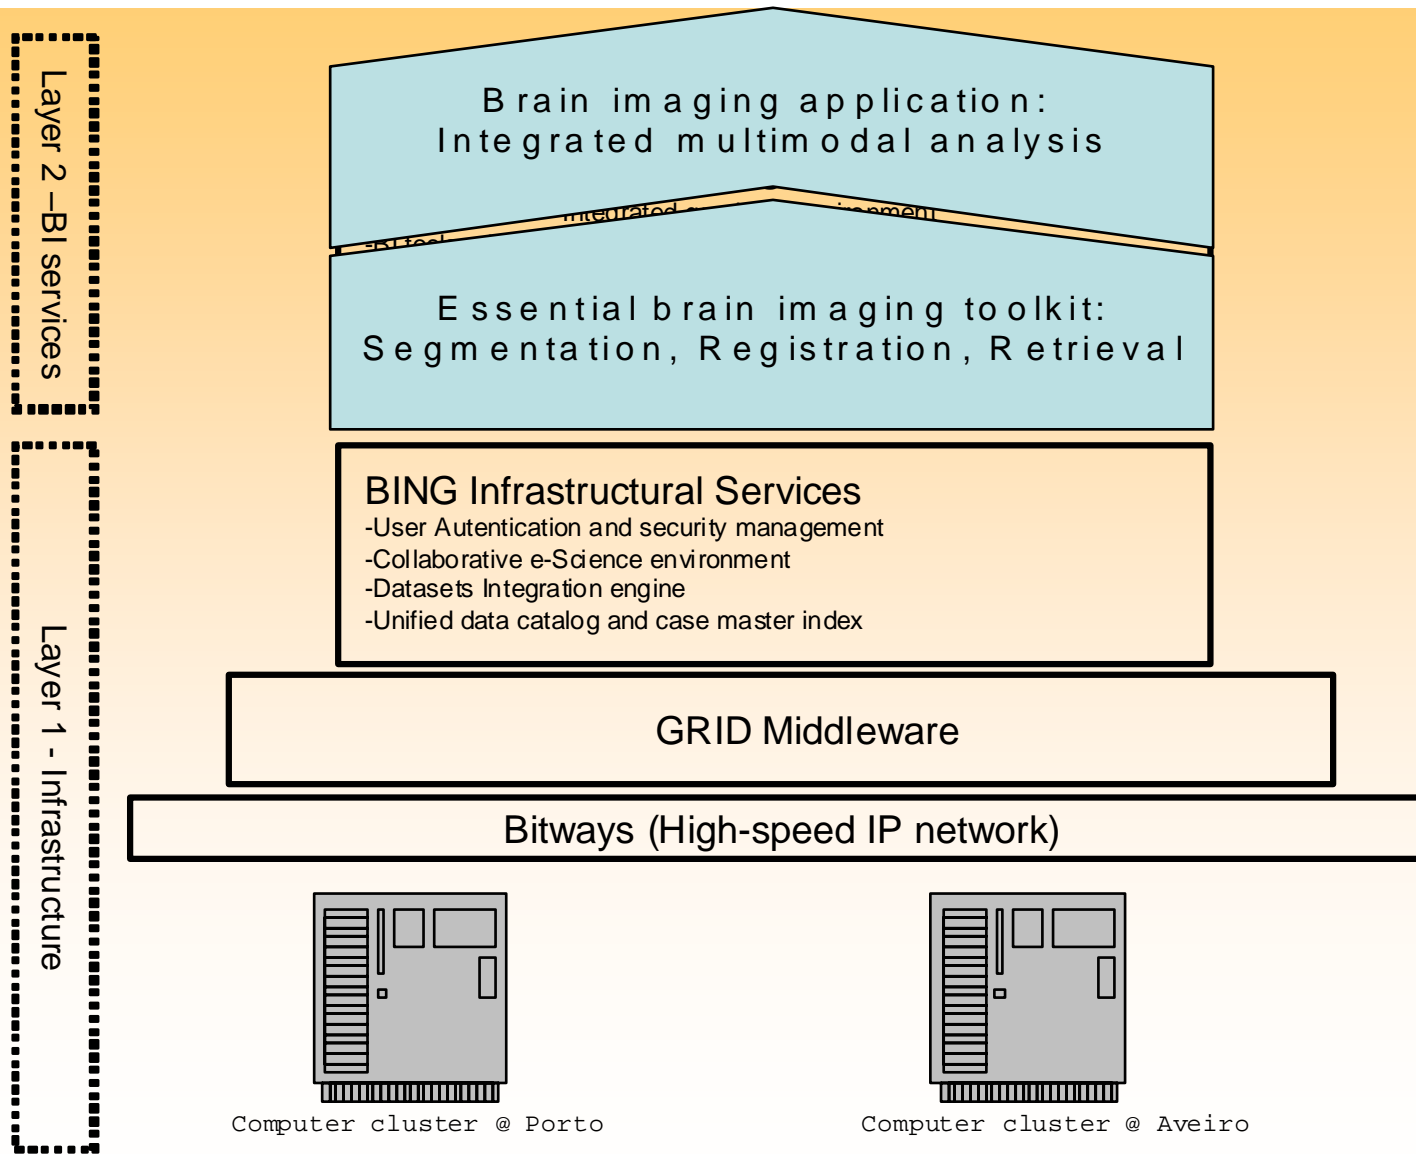 Layer 2 –BI services
Brain imaging application:
Integrated multimodal analysis
Integrated
-BI
Essential brain imaging toolkit:
Segmentation, Registration, Retrieval
Layer 1 - Infrastructure
BING Infrastructural Services
-User Autentication and security management
-Collaborative e-Science environment
-Datasets Integration engine
-Unified data catalog and case master index
GRID Middleware
Bitways (High-speed IP network)
Computer cluster @ Porto
Computer cluster @ Aveiro